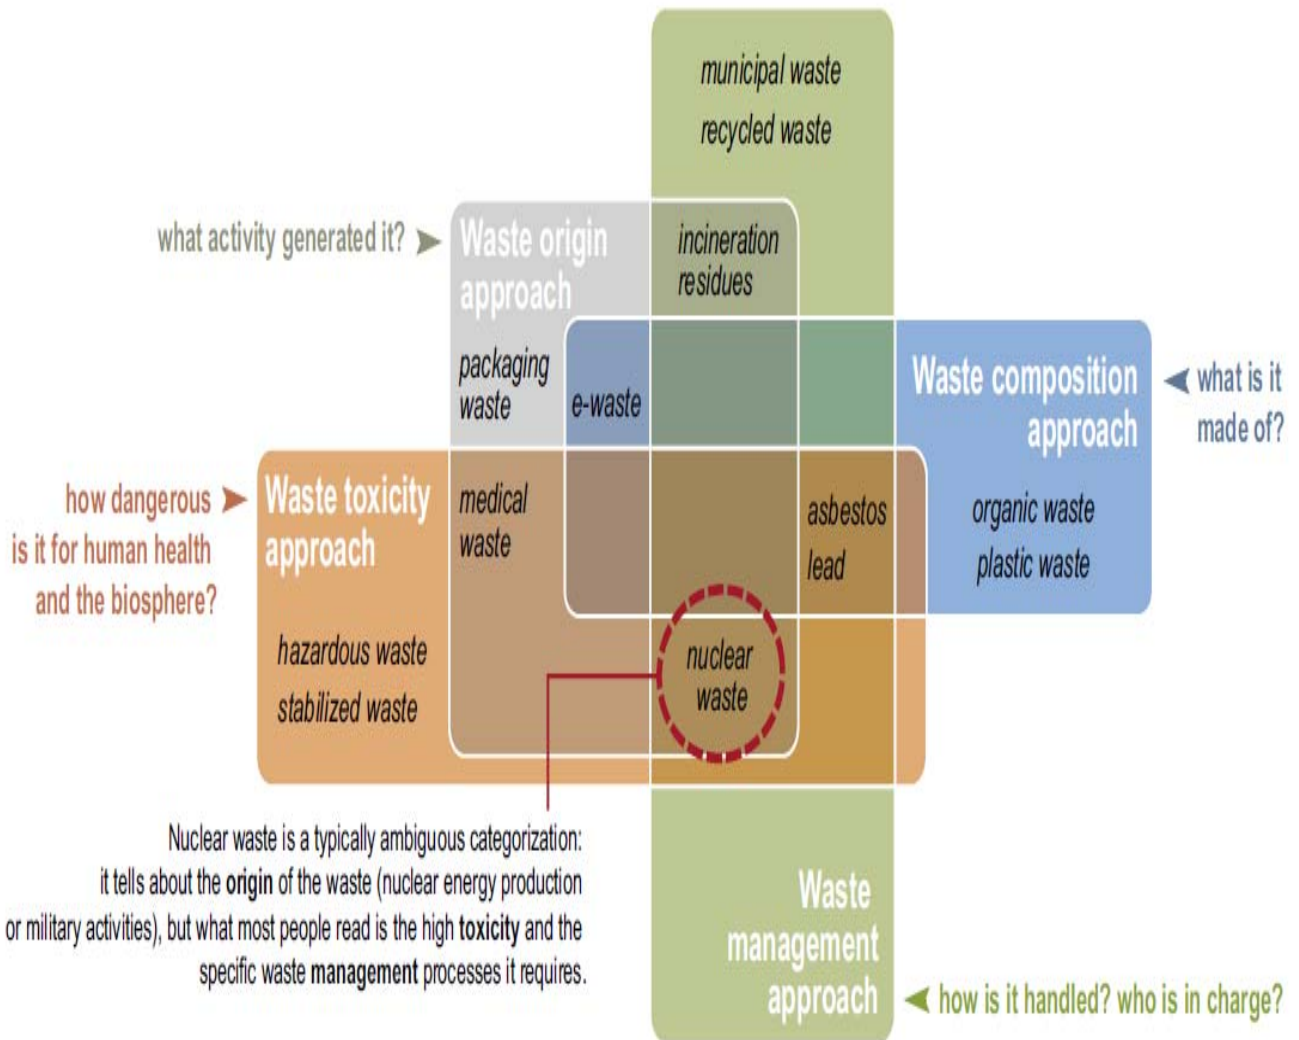 municipal waste
recycled waste
what activity generated it?
Waste origin
approach
incineration
residues
packaging
waste
e-waste
Waste composition
approach
what is it
made of?
how dangerous
is it for human health
and the biosphere?
Waste toxicity
approach
medical
waste
asbestos
lead
organic waste
plastic waste
hazardous waste
stabilized waste
nuclear
waste
Nuclear waste is a typically ambiguous categorization:
it tells about the origin of the waste (nuclear energy production
or military activities), but what most people read is the high toxicity and the
specific waste management processes it requires.
Waste
management
approach
how is it handled? who is in charge?